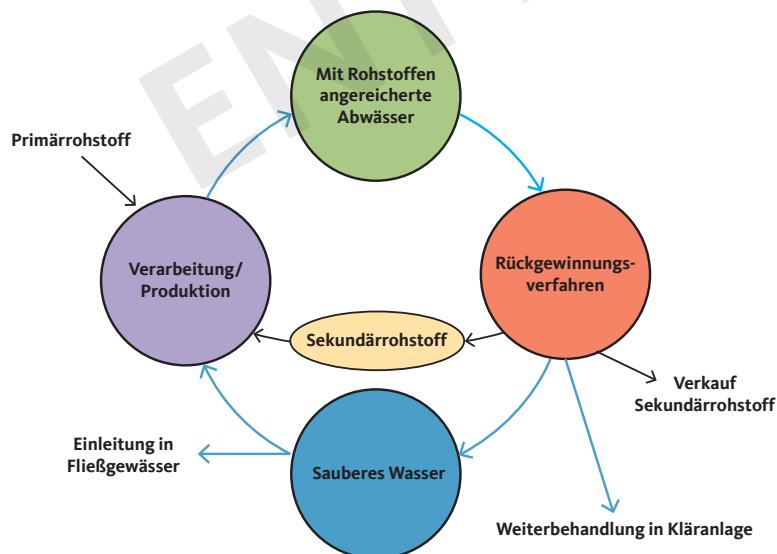 ENT
Mit Rohstoffen
angereicherte
Abwässer
Primärrohstoff
Verarbeitung/
Produktion
Rückgewinnungs-
verfahren
Sekundärrohstoff
Verkauf
Sekundärrohstoff
Einleitung in
Fließgewässer
Sauberes Wasser
Weiterbehandlung in Kläranlage